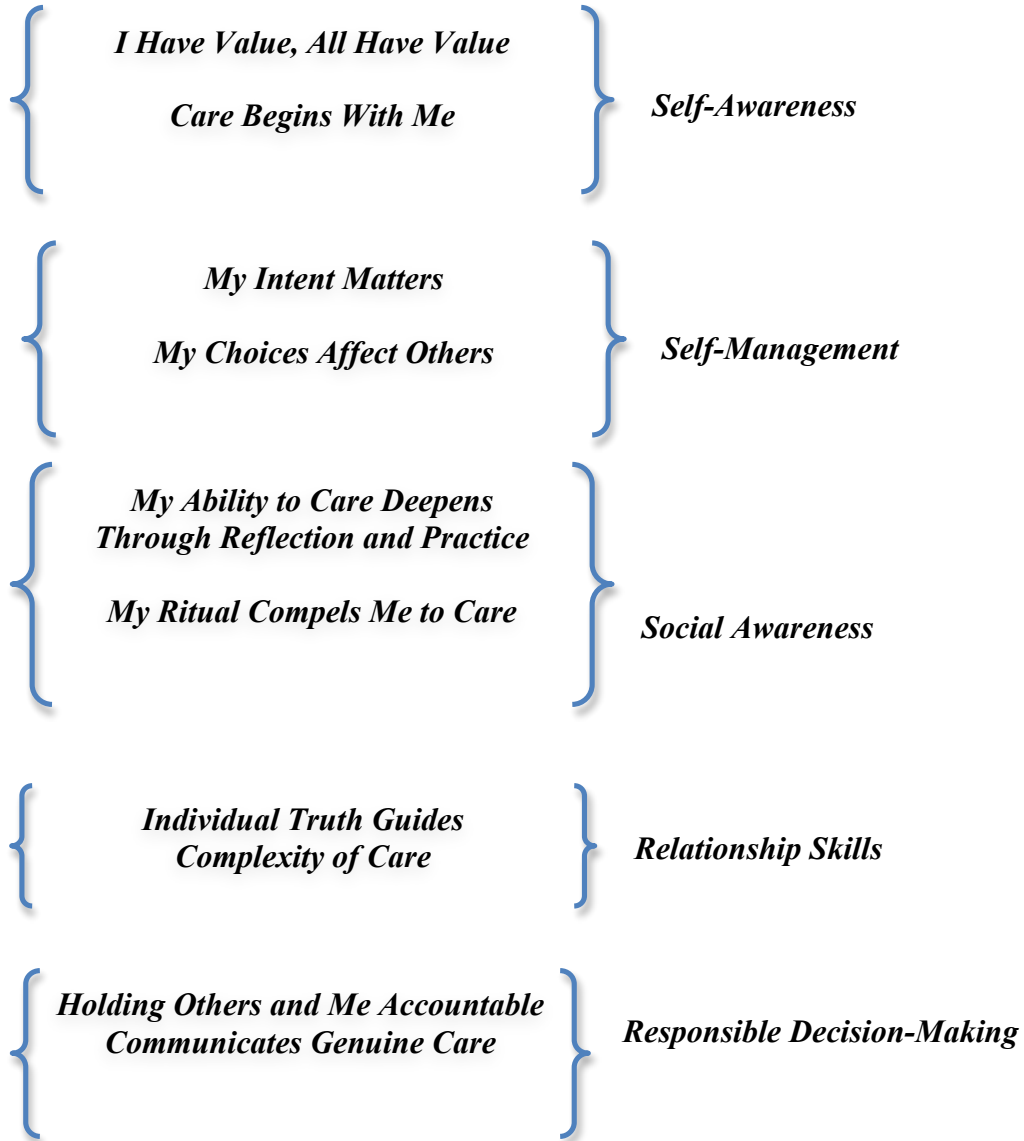 I Have Value, All Have Value
Care Begins With Me
Self-Awareness
My Intent Matters
My Choices Affect Others
Self-Management
My Ability to Care Deepens
Through Reflection and Practice
My Ritual Compels Me to Care
Social Awareness
Individual Truth Guides
Complexity of Care
Relationship Skills
Holding Others and Me Accountable
Communicates Genuine Care
Responsible Decision-Making